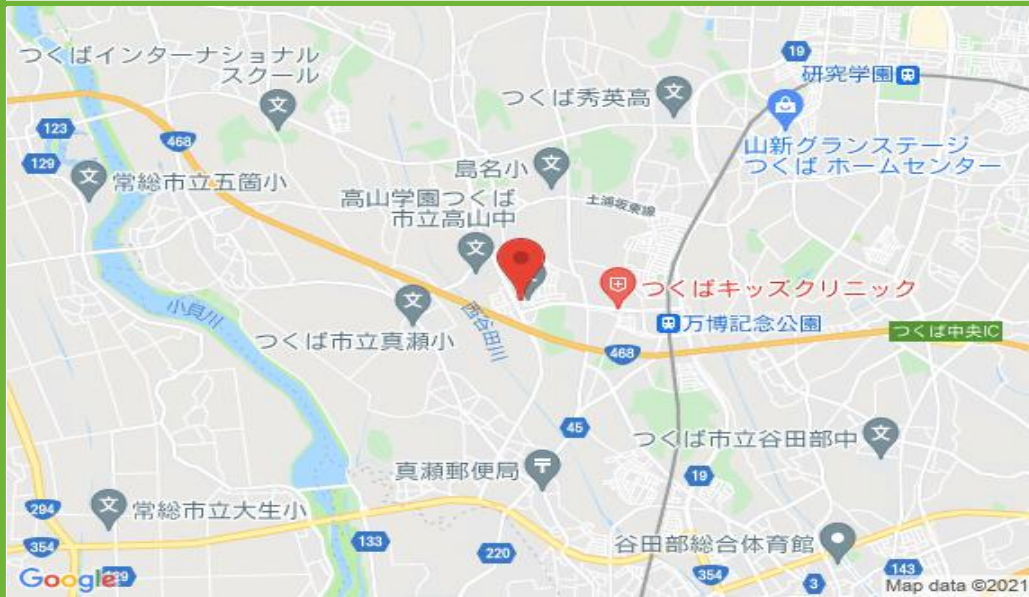 つくばインターナショナル
スクール
19
研究学園
つくば秀英高
123
468
山新グランステージ
つくば ホームセンター
129
常総市立五箇小
島名小
高山学園つくば
市立高山中
土浦坂東線
つくばキッズクリニック
小貝川
西谷田川
万博記念公園
つくば中央IC
つくば市立真瀬小
468
45
つくば市立谷田部中
真瀬郵便局
19
294
常総市立大生小
133
354
220
谷田部総合体育館
354
143
3
Google
Map data ©2021